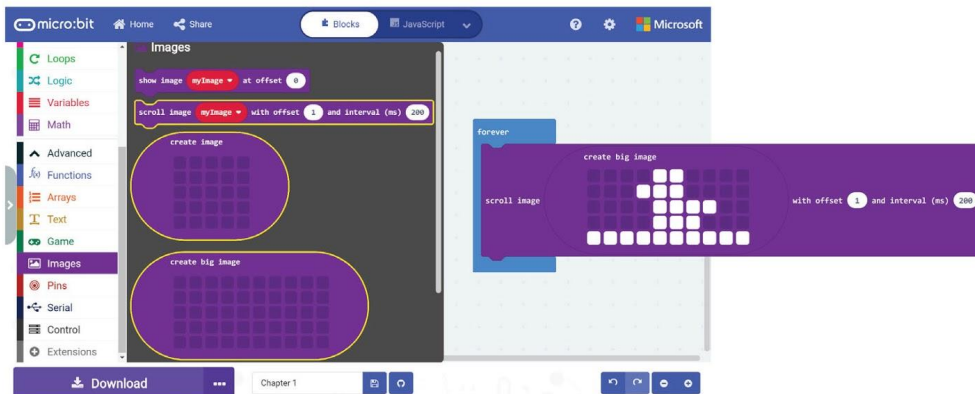 micro:bit Home Share Blocks JavaScript Microsoft
Images
Loops
Logic
Variables
Math
Advanced
Functions
Arrays
Text
Game
Images
Pins
Serial
Control
Extensions
show image myImage at offset 0
scroll image myImage with offset 1 and interval (ms) 200
create image
create big image
forever
create big image
scroll image with offset 1 and interval (ms) 200
Download
Chapter 1